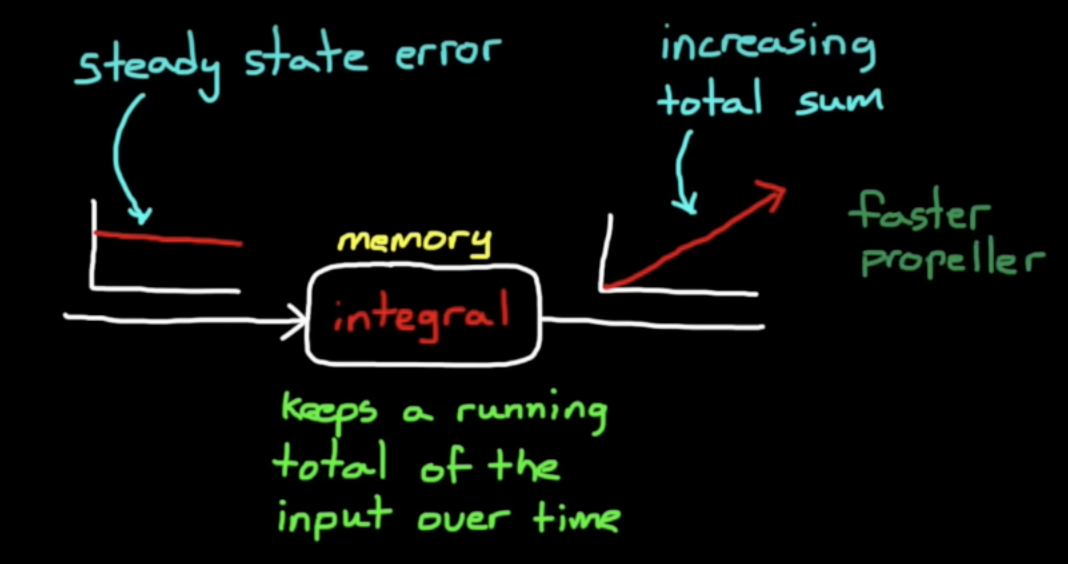 steady state error
increasing
total sum
faster
propeller
memory
integral
keeps a running
total of the
input over time